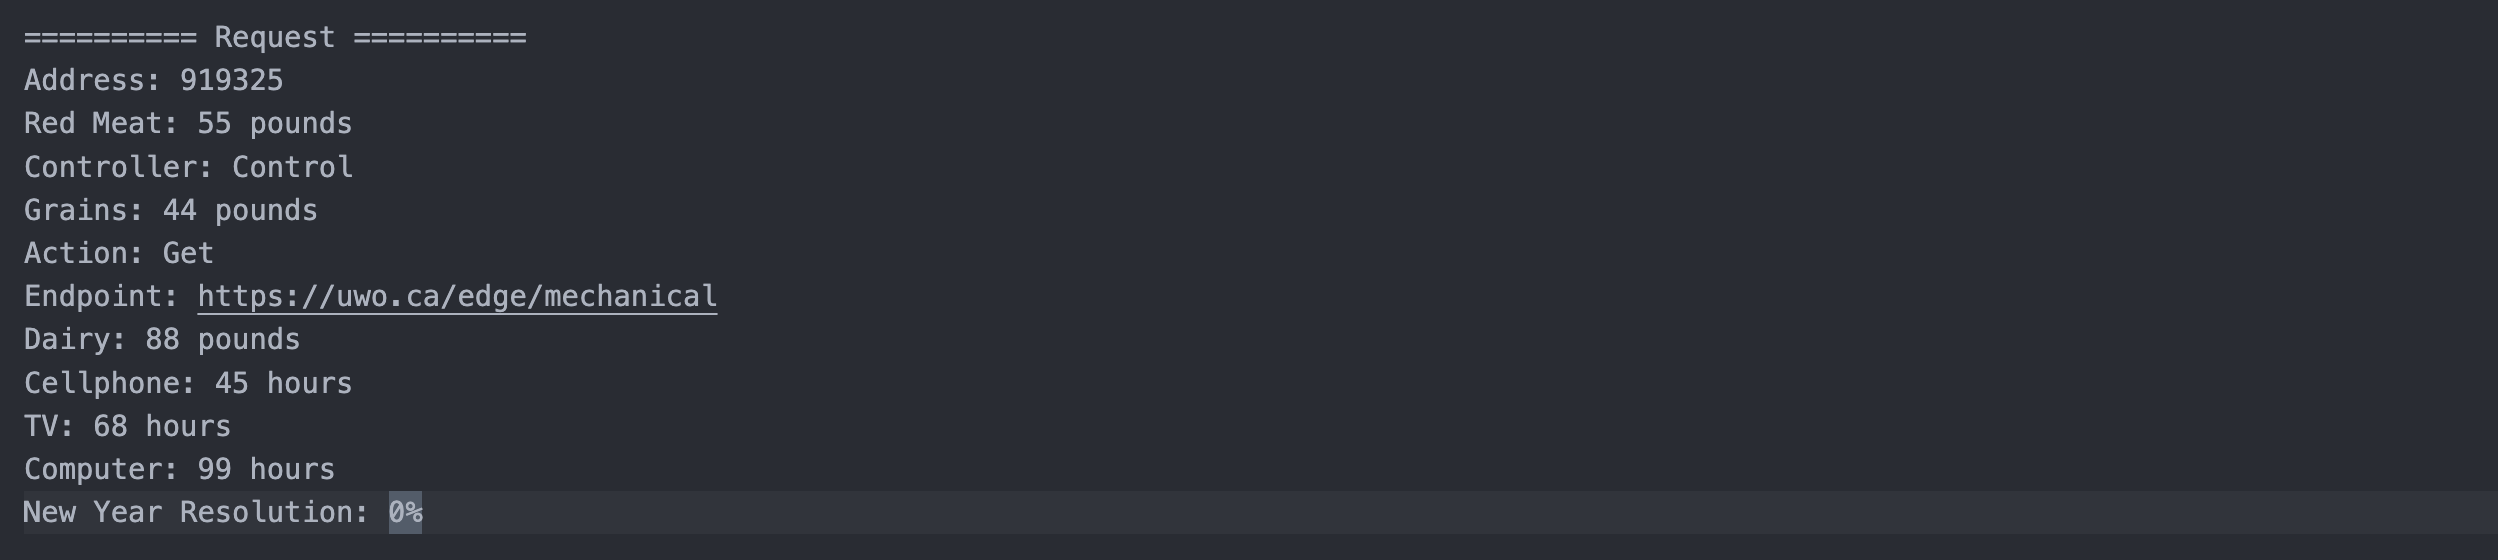 ========== Request ==========
Address: 919325
Red Meat: 55 pounds
Controller: Control
Grains: 44 pounds
Action: Get
Endpoint: https://uwo.ca/edge/mechanical
Dairy: 88 pounds
Cellphone: 45 hours
TV: 68 hours
Computer: 99 hours
New Year Resolution: 0%